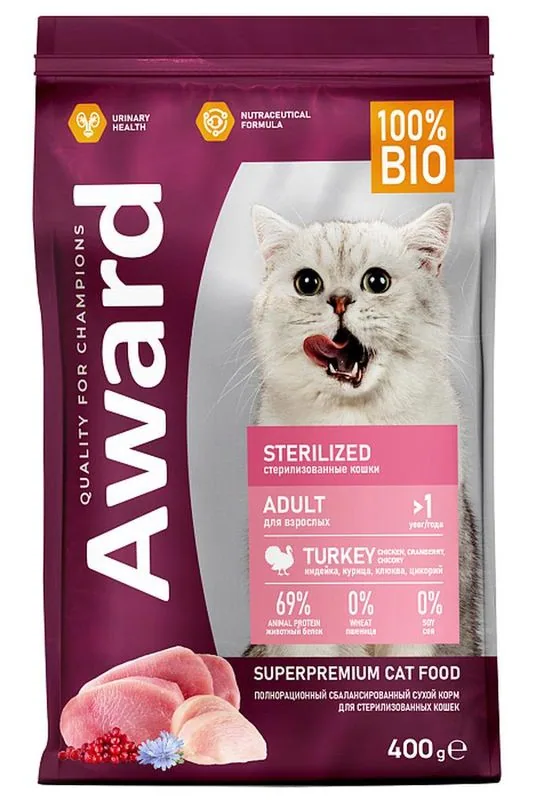 URINARY
HEALTH
NUTRACEUTICAL
FORMULA
100%
BIO
Award
QUALITY FOR CHAMPIONS
STERILIZED
стерилизованные кошки
ADULT
для взрослых
>1
year/года
TURKEY CHICKEN, CRANBERRY,
CHICORY
индейка, курица, клюква, цикорий
69% 0% 0%
ANIMAL PROTEIN WHEAT SOY
животный белок пшеница соя
SUPERPREMIUM CAT FOOD
ПОЛНОРАЦИОННЫЙ СБАЛАНСИРОВАННЫЙ СУХОЙ КОРМ
ДЛЯ СТЕРИЛИЗОВАННЫХ КОШЕК
400 g ℮